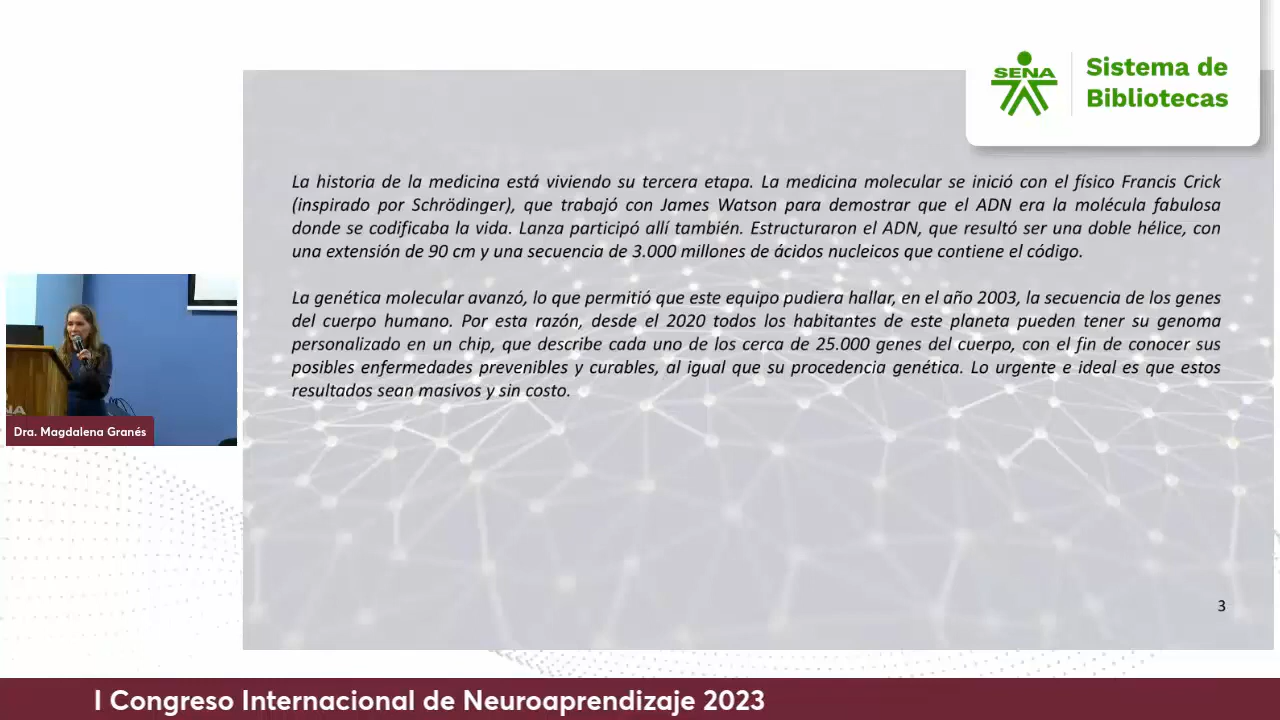 SENA
Sistema de
Bibliotecas
La historia de la medicina está viviendo su tercera etapa. La medicina molecular se inició con el físico Francis Crick
(inspirado por Schrödinger), que trabajó con James Watson para demostrar que el ADN era la molécula fabulosa
donde se codificaba la vida. Lanza participó allí también. Estructuraron el ADN, que resultó ser una doble hélice, con
una extensión de 90 cm y una secuencia de 3.000 millones de ácidos nucleicos que contiene el código.
La genética molecular avanzó, lo que permitió que este equipo pudiera hallar, en el año 2003, la secuencia de los genes
del cuerpo humano. Por esta razón, desde el 2020 todos los habitantes de este planeta pueden tener su genoma
personalizado en un chip, que describe cada uno de los cerca de 25.000 genes del cuerpo, con el fin de conocer sus
posibles enfermedades prevenibles y curables, al igual que su procedencia genética. Lo urgente e ideal es que estos
resultados sean masivos y sin costo.
NA
Dra. Magdalena Granés
3
I Congreso Internacional de Neuroaprendizaje 2023